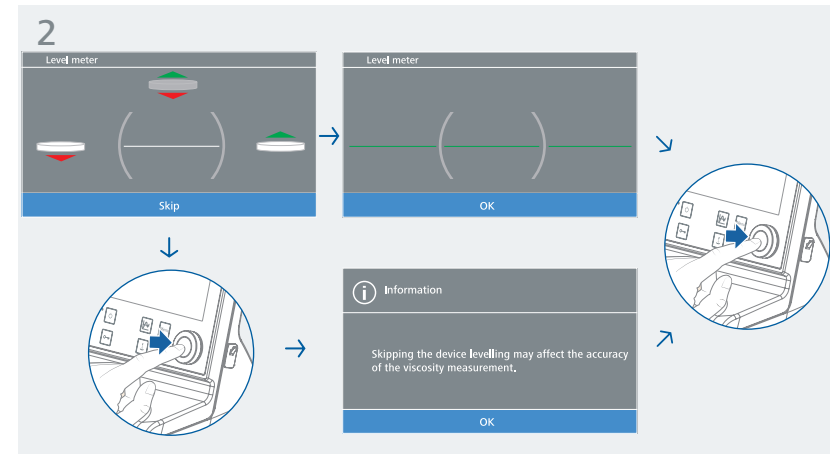 2
Level meter
Skip
Level meter
OK
Information
Skipping the device levelling may affect the accuracy
of the viscosity measurement.
OK